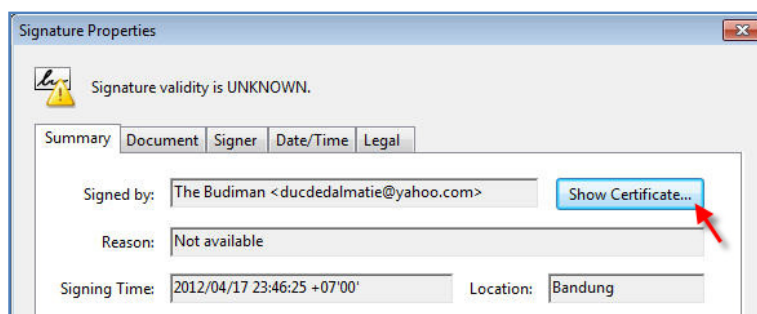 Signature Properties
Signature validity is UNKNOWN.
Summary Document Signer Date/Time Legal
Signed by: The Budiman <ducdedalmatie@yahoo.com> Show Certificate...
Reason: Not available
Signing Time: 2012/04/17 23:46:25 +07'00' Location: Bandung